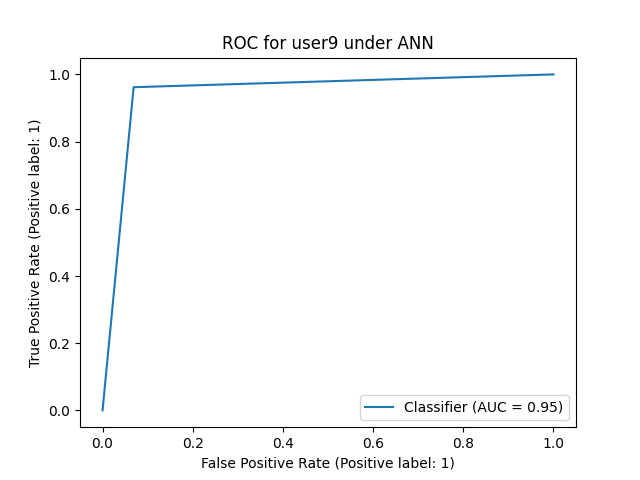 ROC for user9 under ANN
True Positive Rate (Positive label: 1)
1.0
0.8
0.6
0.4
0.2
0.0
Classifier (AUC = 0.95)
0.0 0.2 0.4 0.6 0.8 1.0
False Positive Rate (Positive label: 1)